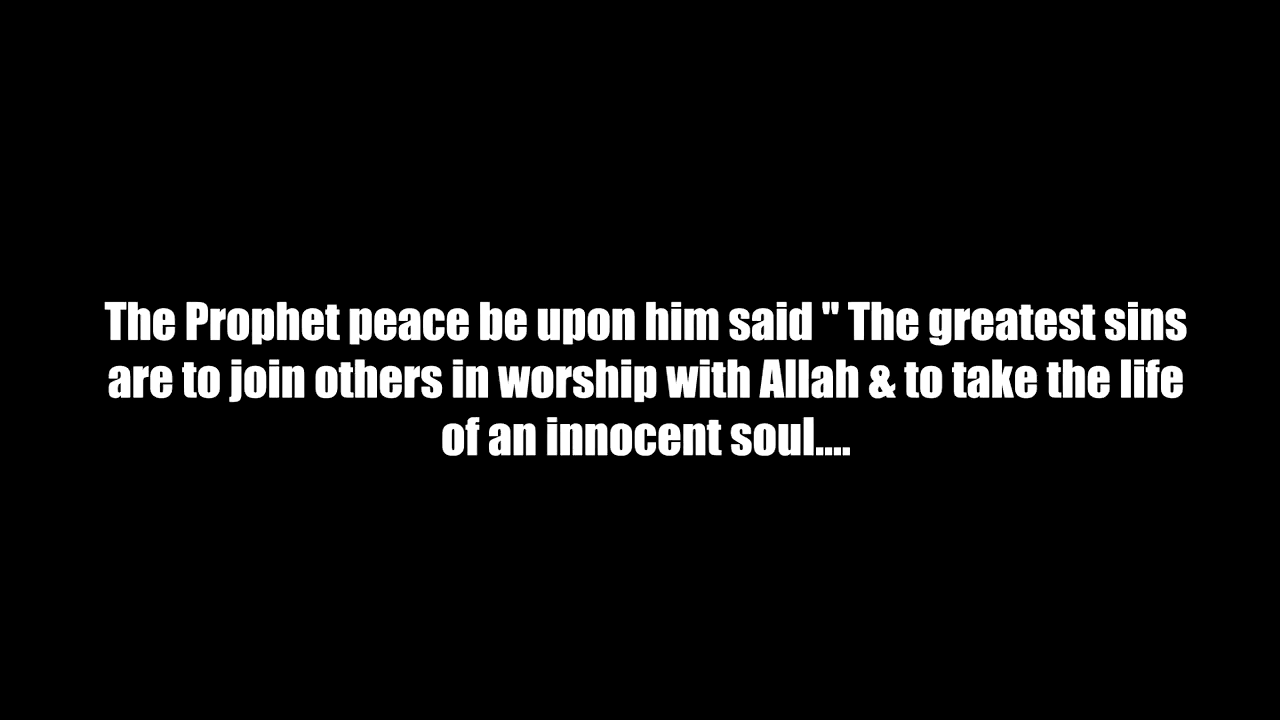 The Prophet peace be upon him said " The greatest sins
are to join others in worship with Allah & to take the life
of an innocent soul....